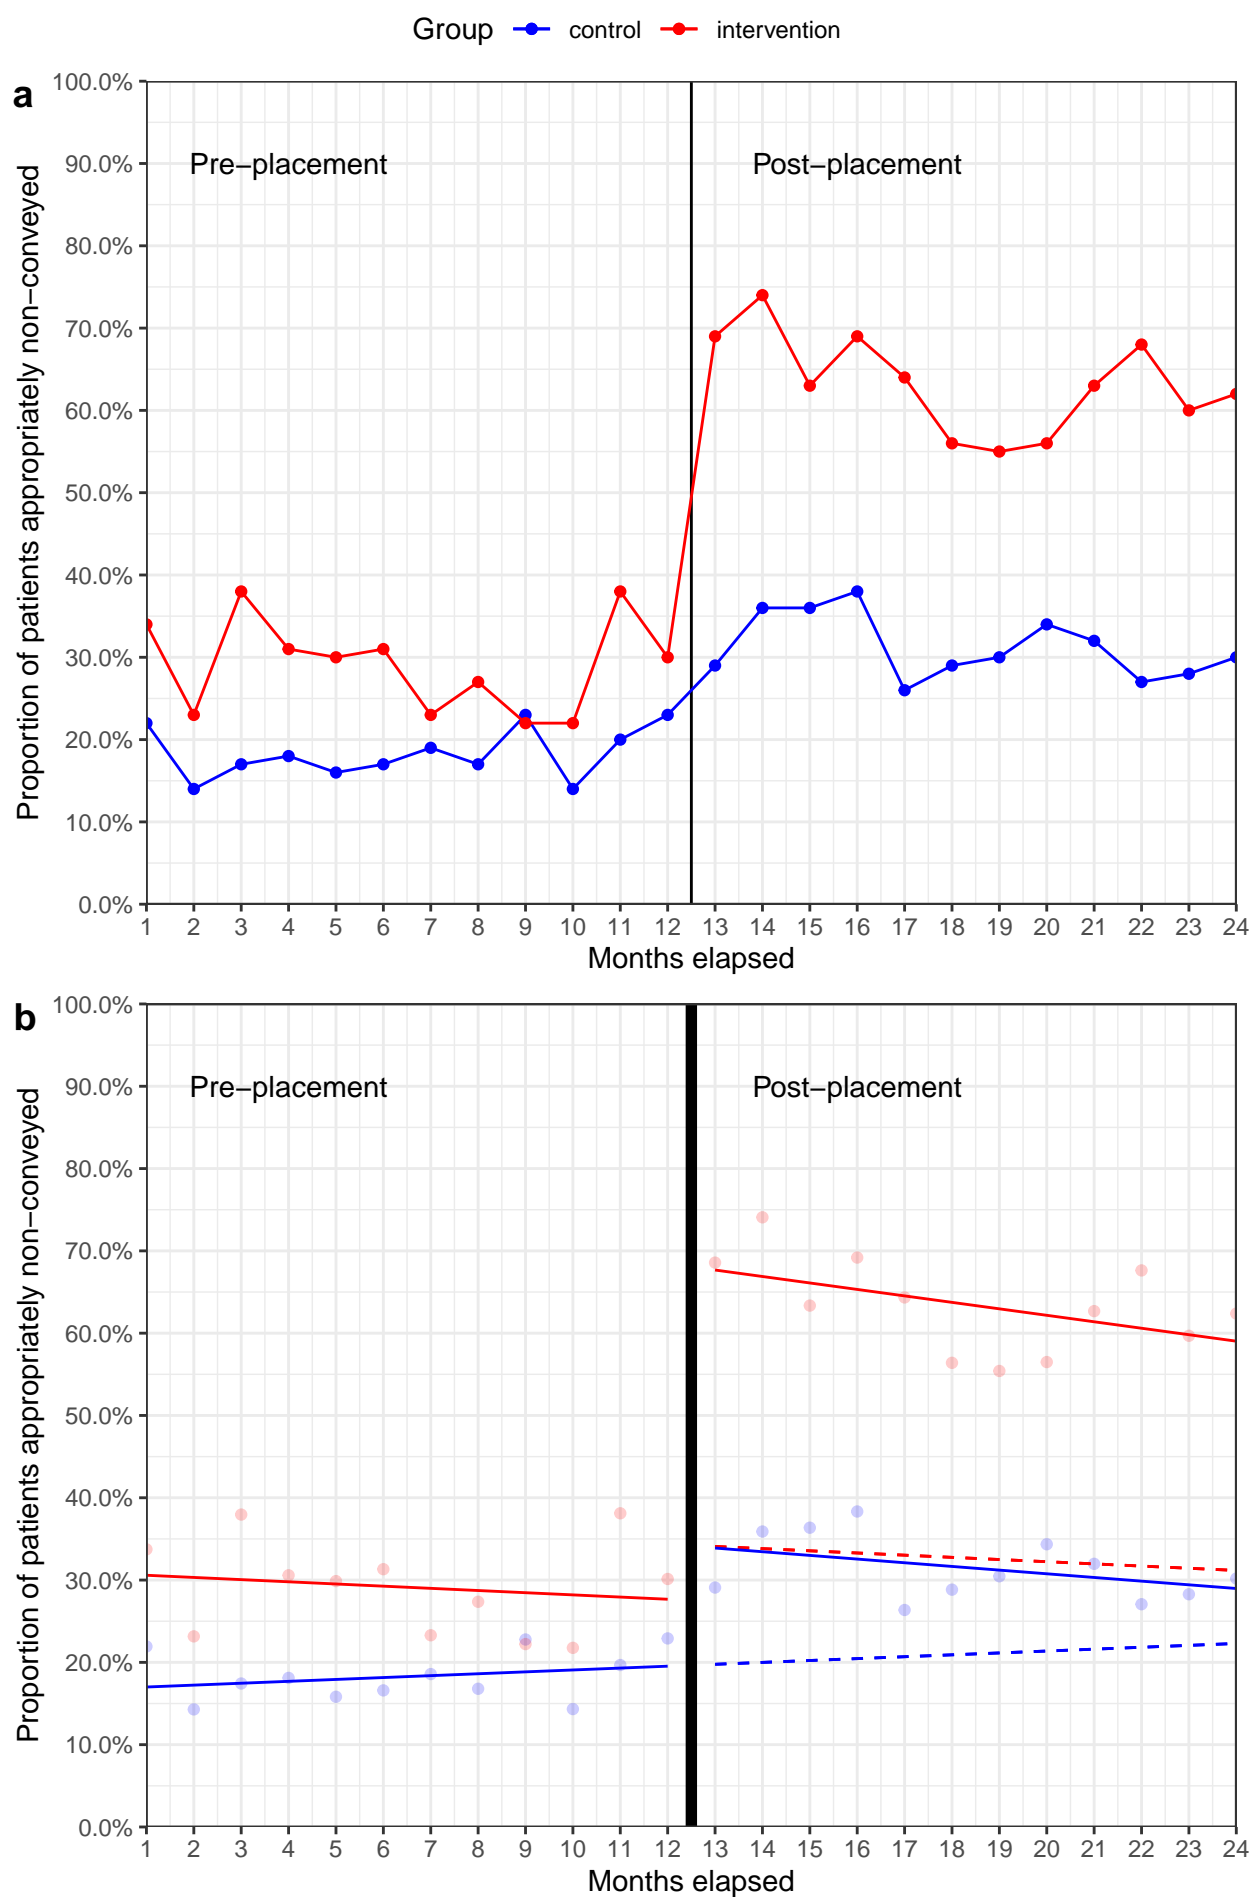 Group control intervention
a
Proportion of patients appropriately non−conveyed
100.0%
90.0%
80.0%
70.0%
60.0%
50.0%
40.0%
30.0%
20.0%
10.0%
0.0%
Pre−placement Post−placement
1 2 3 4 5 6 7 8 9 10 11 12 13 14 15 16 17 18 19 20 21 22 23 24
Months elapsed
b
Proportion of patients appropriately non−conveyed
100.0%
90.0%
80.0%
70.0%
60.0%
50.0%
40.0%
30.0%
20.0%
10.0%
0.0%
Pre−placement Post−placement
1 2 3 4 5 6 7 8 9 10 11 12 13 14 15 16 17 18 19 20 21 22 23 24
Months elapsed